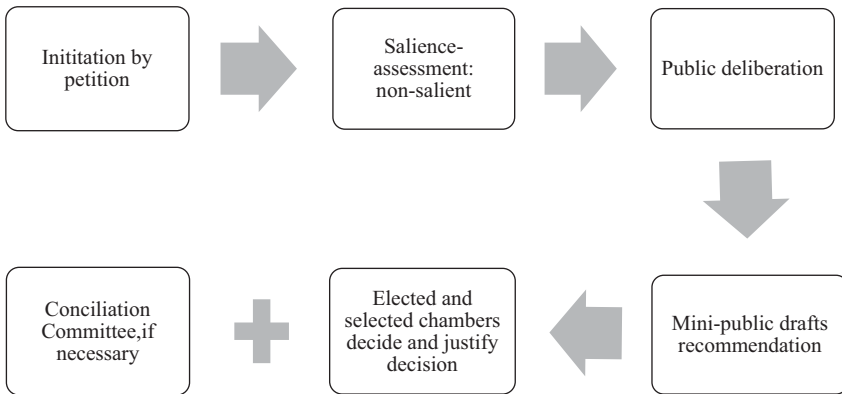 Inititation by
petition
Salience-
assessment:
non-salient
Public deliberation
Mini-public drafts
recommendation
Elected and
selected chambers
decide and justify
decision
Conciliation
Committee,if
necessary